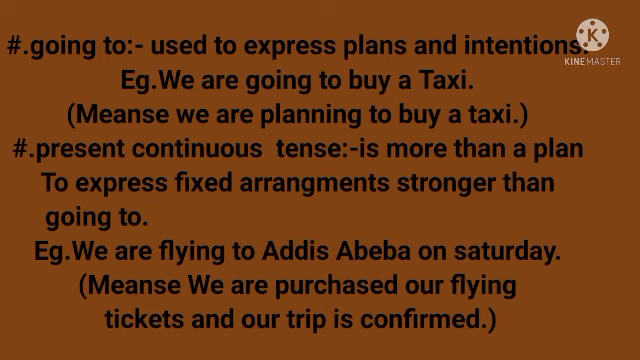 #.going to:- used to express plans and intentions.
Eg.We are going to buy a Taxi.
(Meanse we are planning to buy a taxi.)
#.present continuous tense:-is more than a plan
To express fixed arrangments stronger than
going to.
Eg.We are flying to Addis Abeba on saturday.
(Meanse We are purchased our flying
tickets and our trip is confirmed.)
K
KINEMASTER